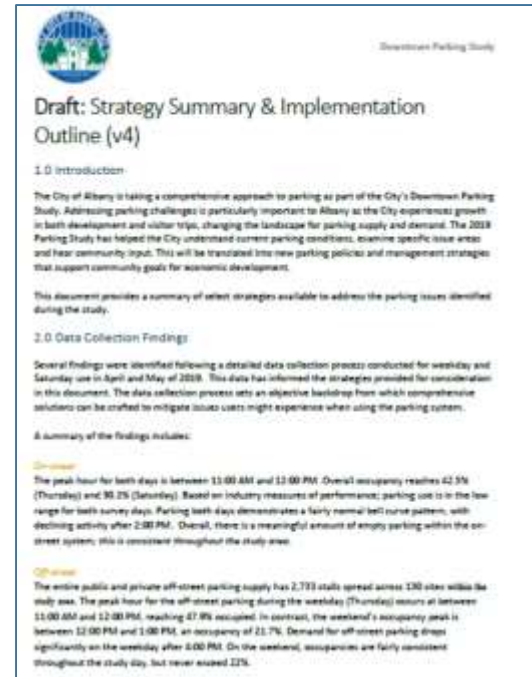 Downtown Parking Study
Draft: Strategy Summary & Implementation
Outline (v4)
1.0 Introduction
The City of Albany is taking a comprehensive approach to parking as part of the City's Downtown Parking
Study. Addressing parking challenges is particularly important to Albany as the City experiences growth
in both development and visitor trips, changing the landscape for parking supply and demand. The 2019
Parking Study has helped the City understand current parking conditions, examine specific issue areas
and hear community input. This will be translated into new parking policies and management strategies
that support community goals for economic development.
This document provides a summary of select strategies available to address the parking issues identified
during the study.
2.0 Data Collection Findings
Several findings were identified following a detailed data collection process conducted for weekday and
Saturday use in April and May of 2019. This data has informed the strategies provided for consideration
in this document. The data collection process sets an objective backdrop from which comprehensive
solutions can be crafted to mitigate issues users might experience when using the parking system.
A summary of the findings includes:
On-street
The peak hour for both days is between 11:00 AM and 12:00 PM. Overall occupancy reaches 42.5%
(Thursday) and 30.2% (Saturday). Based on industry measures of performance; parking use is in the low
range for both survey days. Parking both days demonstrates a fairly normal bell curve pattern, with
declining activity after 2:00 PM. Overall, there is a meaningful amount of empty parking within the on-
street system; this is consistent throughout the study area.
Off-street
The entire public and private off-street parking supply has 2,733 stalls spread across 130 sites within the
study area. The peak hour for the off-street parking during the weekday (Thursday) occurs at between
11:00 AM and 12:00 PM, reaching 47.9% occupied. In contrast, the weekend's occupancy peak is
between 12:00 PM and 1:00 PM, an occupancy of 21.7%. Demand for off-street parking drops
significantly on the weekday after 4:00 PM. On the weekend, occupancies are fairly consistent
throughout the study day, but never exceed 22%.